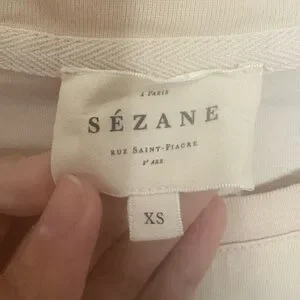 A PARIS
SÉZANE
RUE SAINT-FIACRE
2e ARR
XS